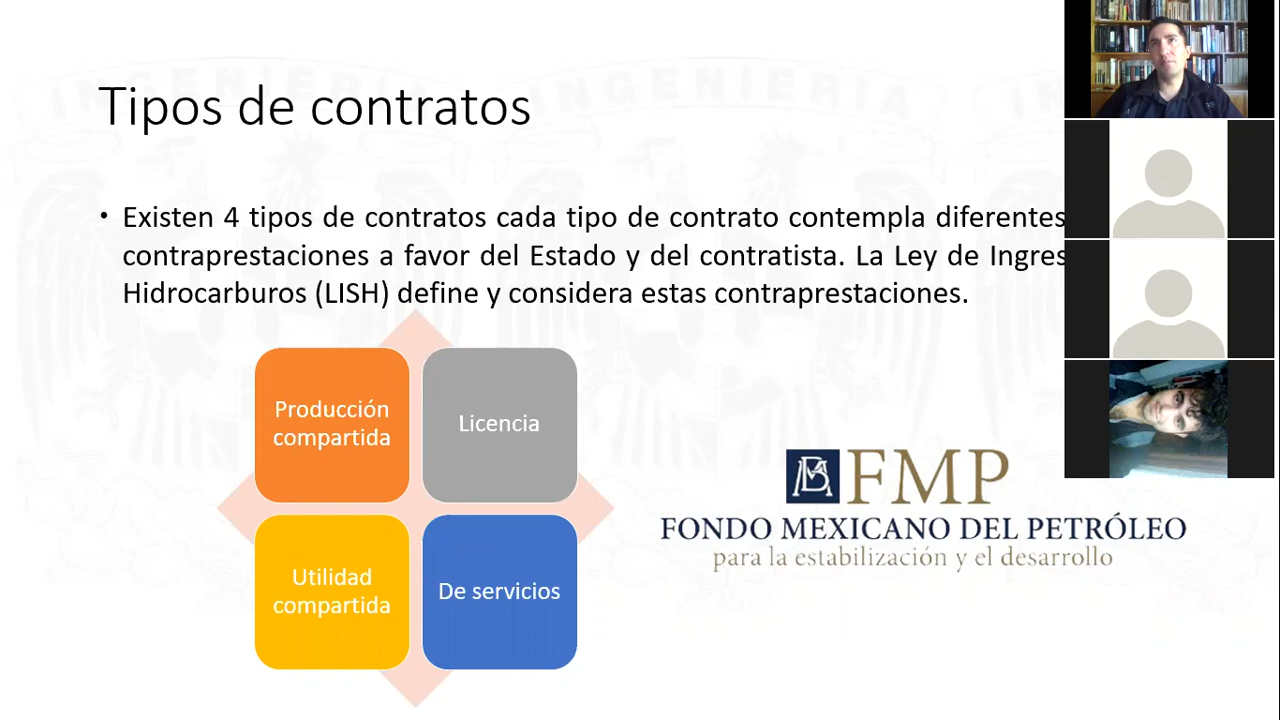 INGENIERIA INGENIERIA
Tipos de contratos
• Existen 4 tipos de contratos cada tipo de contrato contempla diferentes
contraprestaciones a favor del Estado y del contratista. La Ley de Ingres
Hidrocarburos (LISH) define y considera estas contraprestaciones.
Producción
compartida
Licencia
Utilidad
compartida
De servicios
FMP
FONDO MEXICANO DEL PETRÓLEO
para la estabilización y el desarrollo